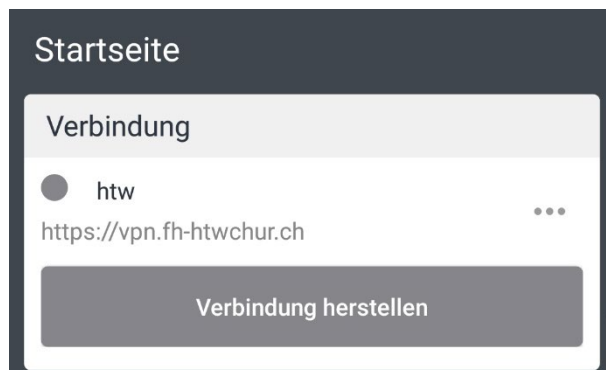 Startseite
Verbindung
htw
https://vpn.fh-htwchur.ch
Verbindung herstellen